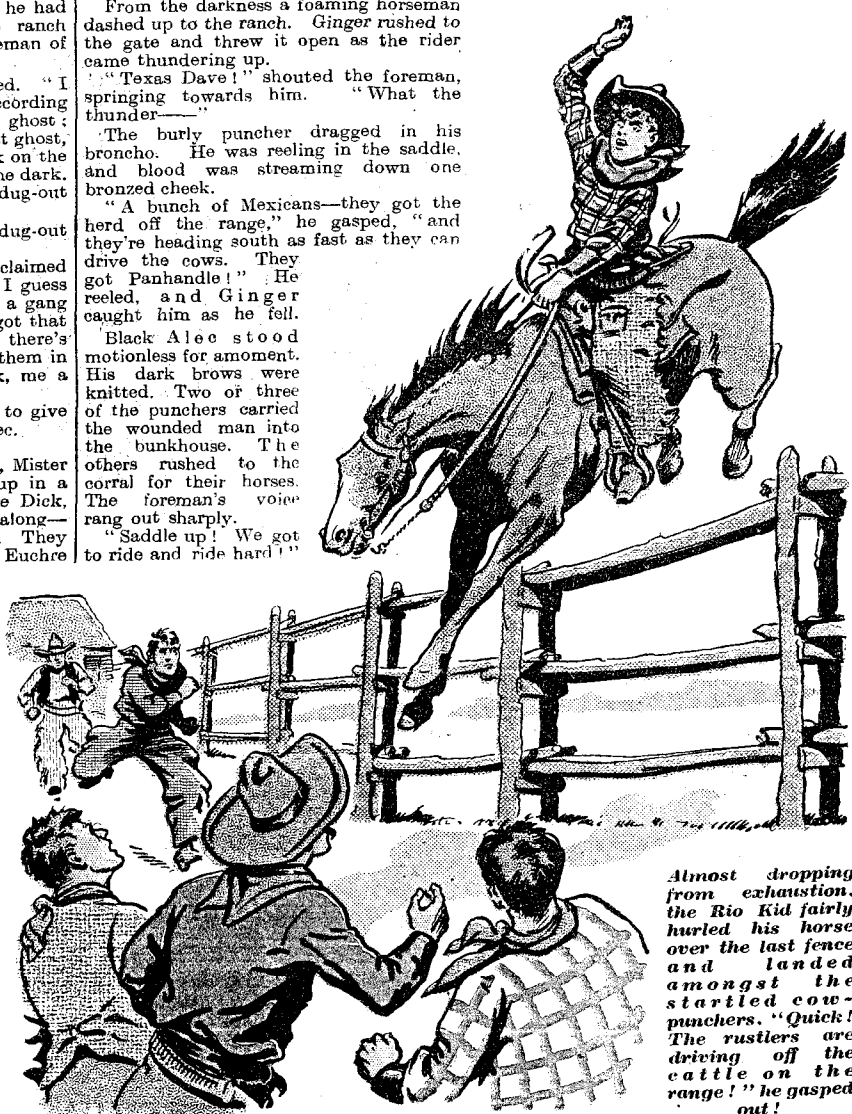 he had
ranch
eman of
ed. "I
ccording
ghost;
t ghost,
on the
he dark.
dug-out
dug-out
claimed
I guess
a gang
got that
there's
them in
, me a
to give
ec.
, Mister
up in a
e Dick,
along—
They
Euchre
From the darkness a foaming horseman
dashed up to the ranch. Ginger rushed to
the gate and threw it open as the rider
came thundering up.
"Texas Dave!" shouted the foreman,
springing towards him. "What the
thunder——"
The burly puncher dragged in his
broncho. He was reeling in the saddle,
and blood was streaming down one
bronzed cheek.
"A bunch of Mexicans—they got the
herd off the range," he gasped, "and
they're heading south as fast as they can
drive the cows. They
got Panhandle!" He
reeled, and Ginger
caught him as he fell.
Black Alec stood
motionless for amoment.
His dark brows were
knitted. Two or three
of the punchers carried
the wounded man into
the bunkhouse. The
others rushed to the
corral for their horses.
The foreman's voice
rang out sharply.
"Saddle up! We got
to ride and ride hard!"
Almost dropping
from exhaustion,
the Rio Kid fairly
hurled his horse
over the last fence
and landed
amongst the
startled cow-
punchers. "Quick!
The rustlers are
driving off the
cattle on the
range!" he gasped
out!